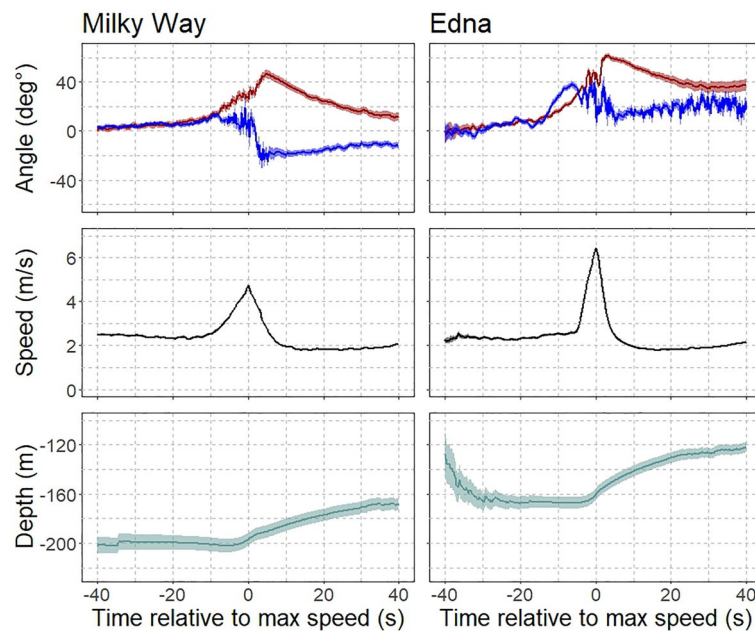 Milky Way Edna
Angle (deg°)
40
0
-40
Speed (m/s)
6
4
2
0
Depth (m)
-120
-160
-200
-40 -20 0 20 40 -40 -20 0 20 40
Time relative to max speed (s) Time relative to max speed (s)